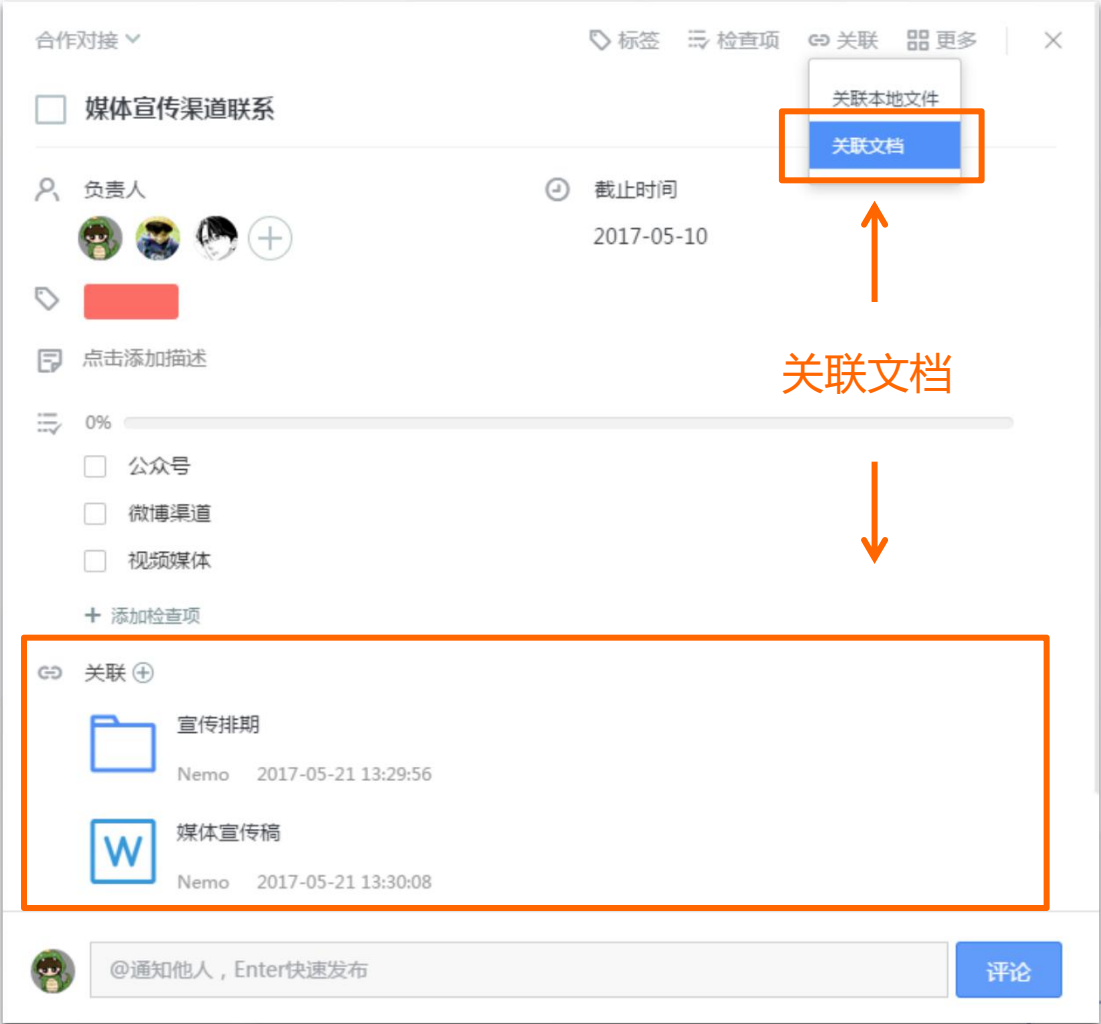 合作对接
标签 检查项 关联 更多
媒体宣传渠道联系
关联本地文件
关联文档
负责人
截止时间
2017-05-10
点击添加描述
关联文档
0%
公众号
微博渠道
视频媒体
+ 添加检查项
关联
宣传排期
Nemo 2017-05-21 13:29:56
W
媒体宣传稿
Nemo 2017-05-21 13:30:08
@通知他人，Enter快速发布
评论